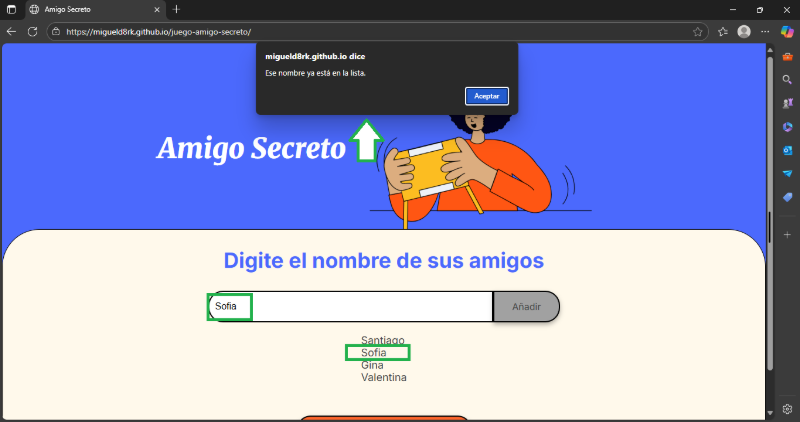 Amigo Secreto
https://migueld8rk.github.io/juego-amigo-secreto/
migueld8rk.github.io dice
Ese nombre ya está en la lista.
Aceptar
Amigo Secreto
Digite el nombre de sus amigos
Sofia
Añadir
Santiago
Sofia
Gina
Valentina